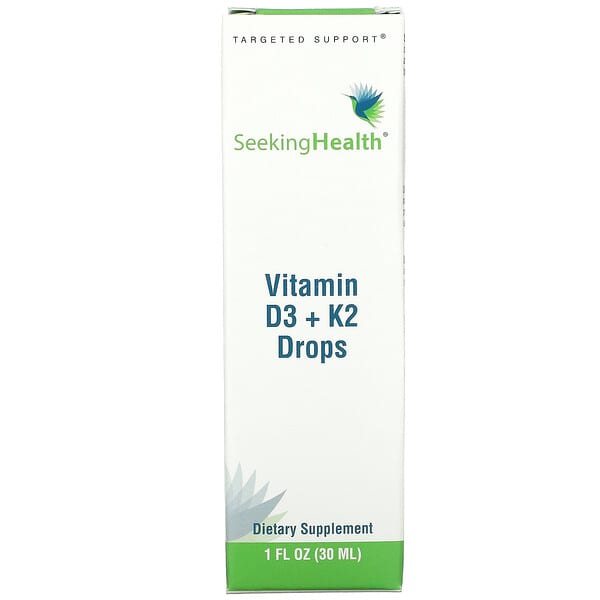 TARGETED SUPPORT®
SeekingHealth®
Vitamin
D3 + K2
Drops
Dietary Supplement
1 FL OZ (30 ML)